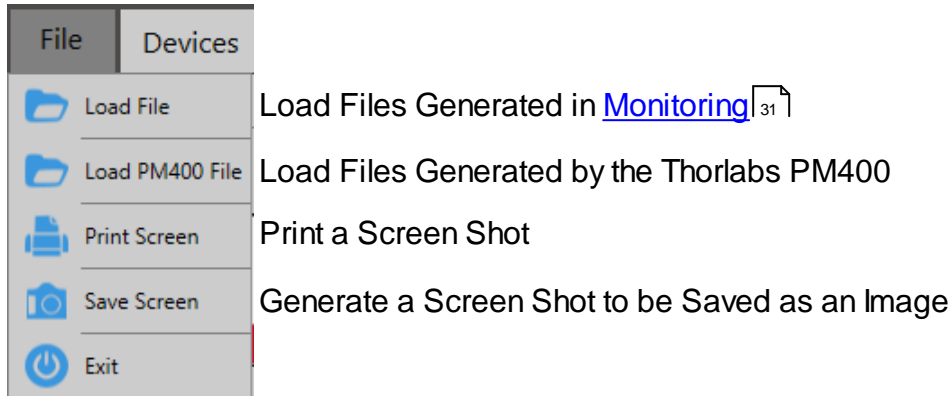 File Devices
Load File Load Files Generated in Monitoring 31
Load PM400 File Load Files Generated by the Thorlabs PM400
Print Screen Print a Screen Shot
Save Screen Generate a Screen Shot to be Saved as an Image
Exit